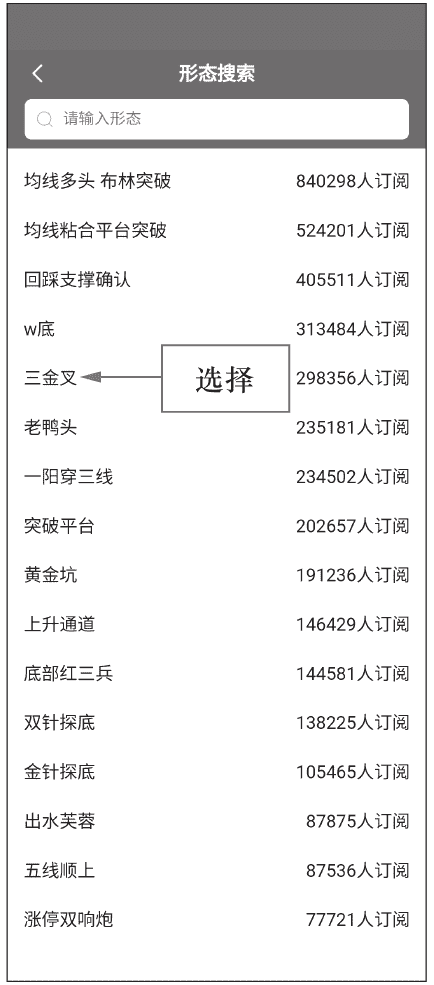 形态搜索
请输入形态
均线多头 布林突破 840298人订阅
均线粘合平台突破 524201人订阅
回踩支撑确认 405511人订阅
w底 313484人订阅
三金叉 选择 298356人订阅
老鸭头 235181人订阅
一阳穿三线 234502人订阅
突破平台 202657人订阅
黄金坑 191236人订阅
上升通道 146429人订阅
底部红三兵 144581人订阅
双针探底 138225人订阅
金针探底 105465人订阅
出水芙蓉 87875人订阅
五线顺上 87536人订阅
涨停双响炮 77721人订阅